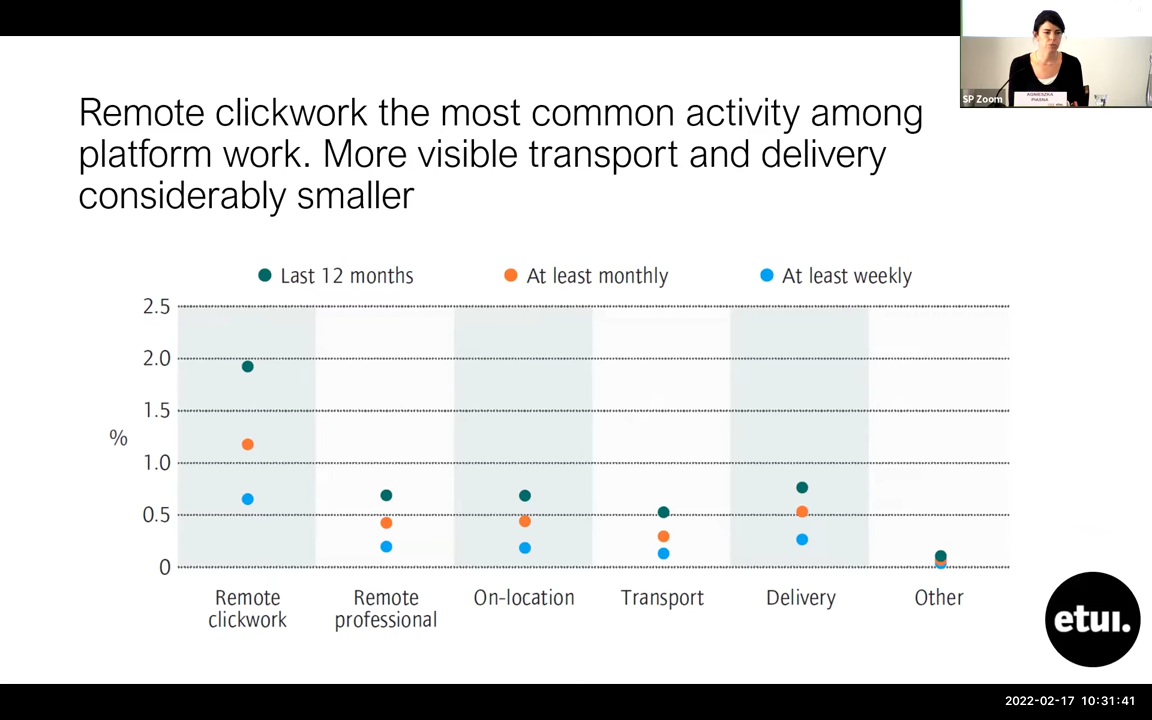 Remote clickwork the most common activity among
platform work. More visible transport and delivery
considerably smaller
SP Zoom
AGNIESZKA
PIASNA
Last 12 months
At least monthly
At least weekly
2.5
2.0
1.5
%
1.0
0.5
0
Remote
clickwork
Remote
professional
On-location
Transport
Delivery
Other
etui.
2022-02-17 10:31:41